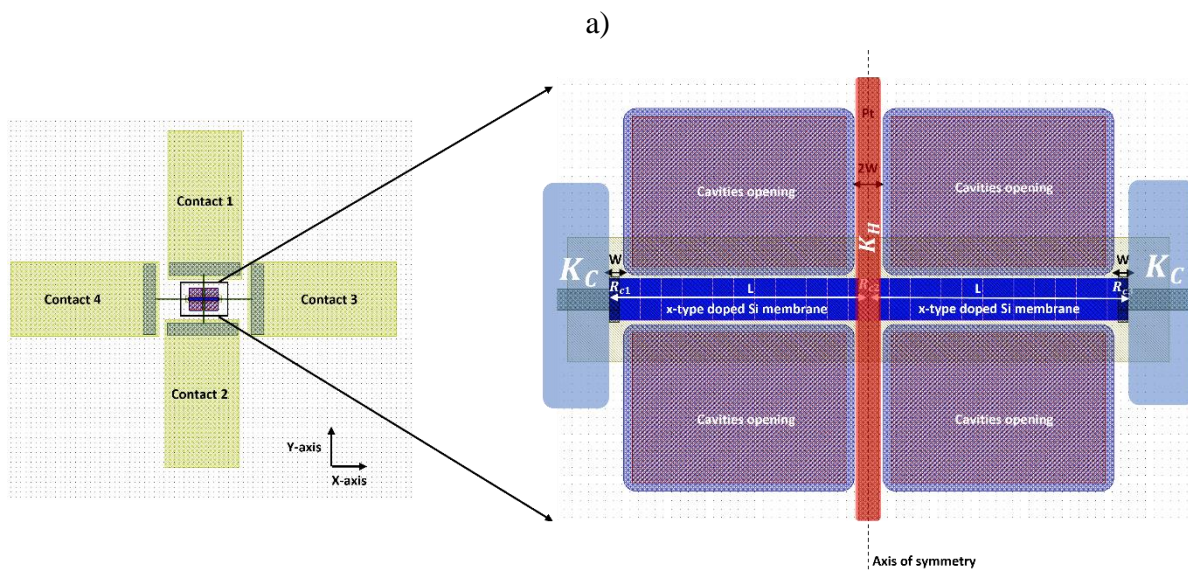 a)
Contact 1
Contact 4
Contact 3
Contact 2
Y-axis
X-axis
Pt
2W
Cavities opening
Cavities opening
K_H
K_C
W
W
K_C
R_c1
L
R_c2
L
R_c
x-type doped Si membrane
x-type doped Si membrane
Cavities opening
Cavities opening
Axis of symmetry